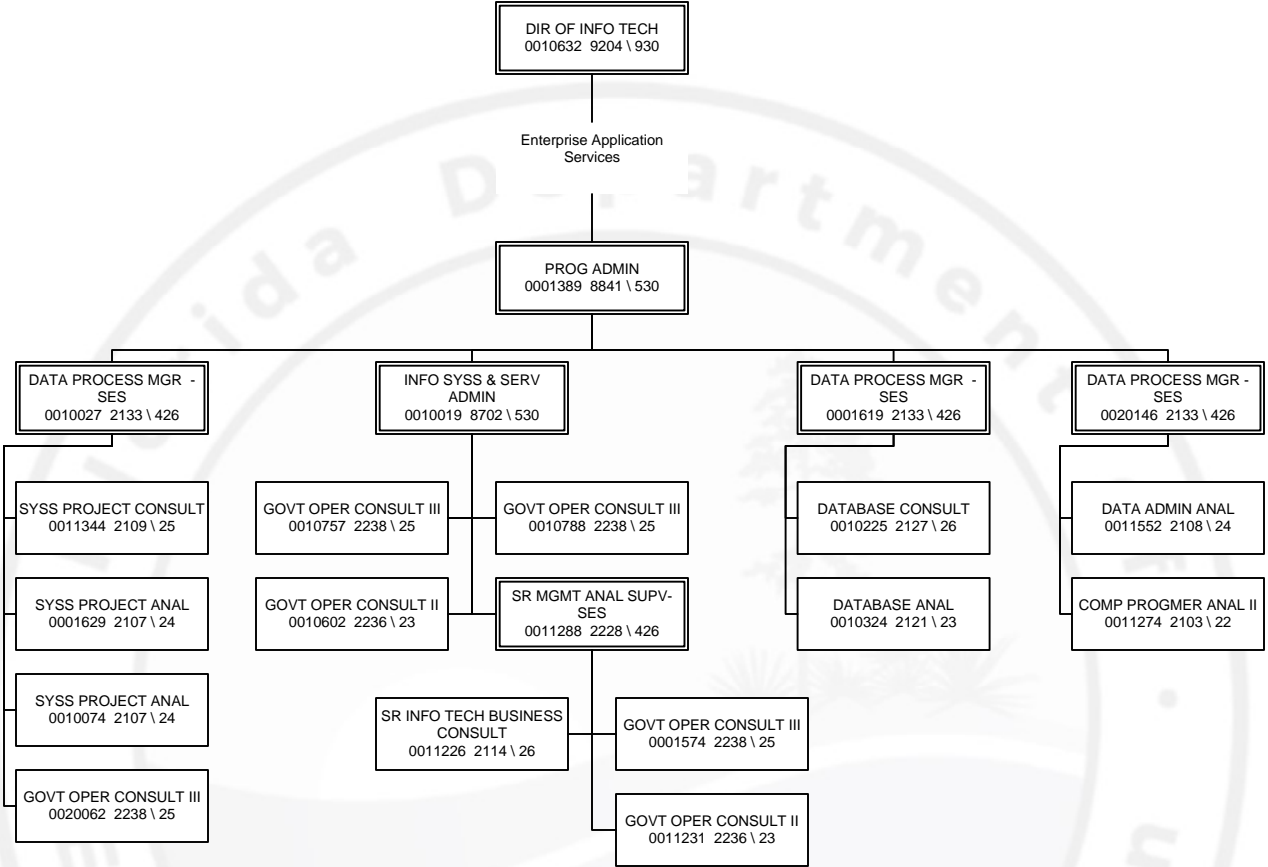 DIR OF INFO TECH
0010632 9204 \ 930
Enterprise Application
Services
PROG ADMIN
0001389 8841 \ 530
DATA PROCESS MGR -
SES
0010027 2133 \ 426
INFO SYSS & SERV
ADMIN
0010019 8702 \ 530
DATA PROCESS MGR -
SES
0001619 2133 \ 426
DATA PROCESS MGR -
SES
0020146 2133 \ 426
SYSS PROJECT CONSULT
0011344 2109 \ 25
GOVT OPER CONSULT III
0010757 2238 \ 25
GOVT OPER CONSULT III
0010788 2238 \ 25
DATABASE CONSULT
0010225 2127 \ 26
DATA ADMIN ANAL
0011552 2108 \ 24
SYSS PROJECT ANAL
0001629 2107 \ 24
GOVT OPER CONSULT II
0010602 2236 \ 23
SR MGMT ANAL SUPV-
SES
0011288 2228 \ 426
DATABASE ANAL
0010324 2121 \ 23
COMP PROGMER ANAL II
0011274 2103 \ 22
SYSS PROJECT ANAL
0010074 2107 \ 24
SR INFO TECH BUSINESS
CONSULT
0011226 2114 \ 26
GOVT OPER CONSULT III
0001574 2238 \ 25
GOVT OPER CONSULT III
0020062 2238 \ 25
GOVT OPER CONSULT II
0011231 2236 \ 23